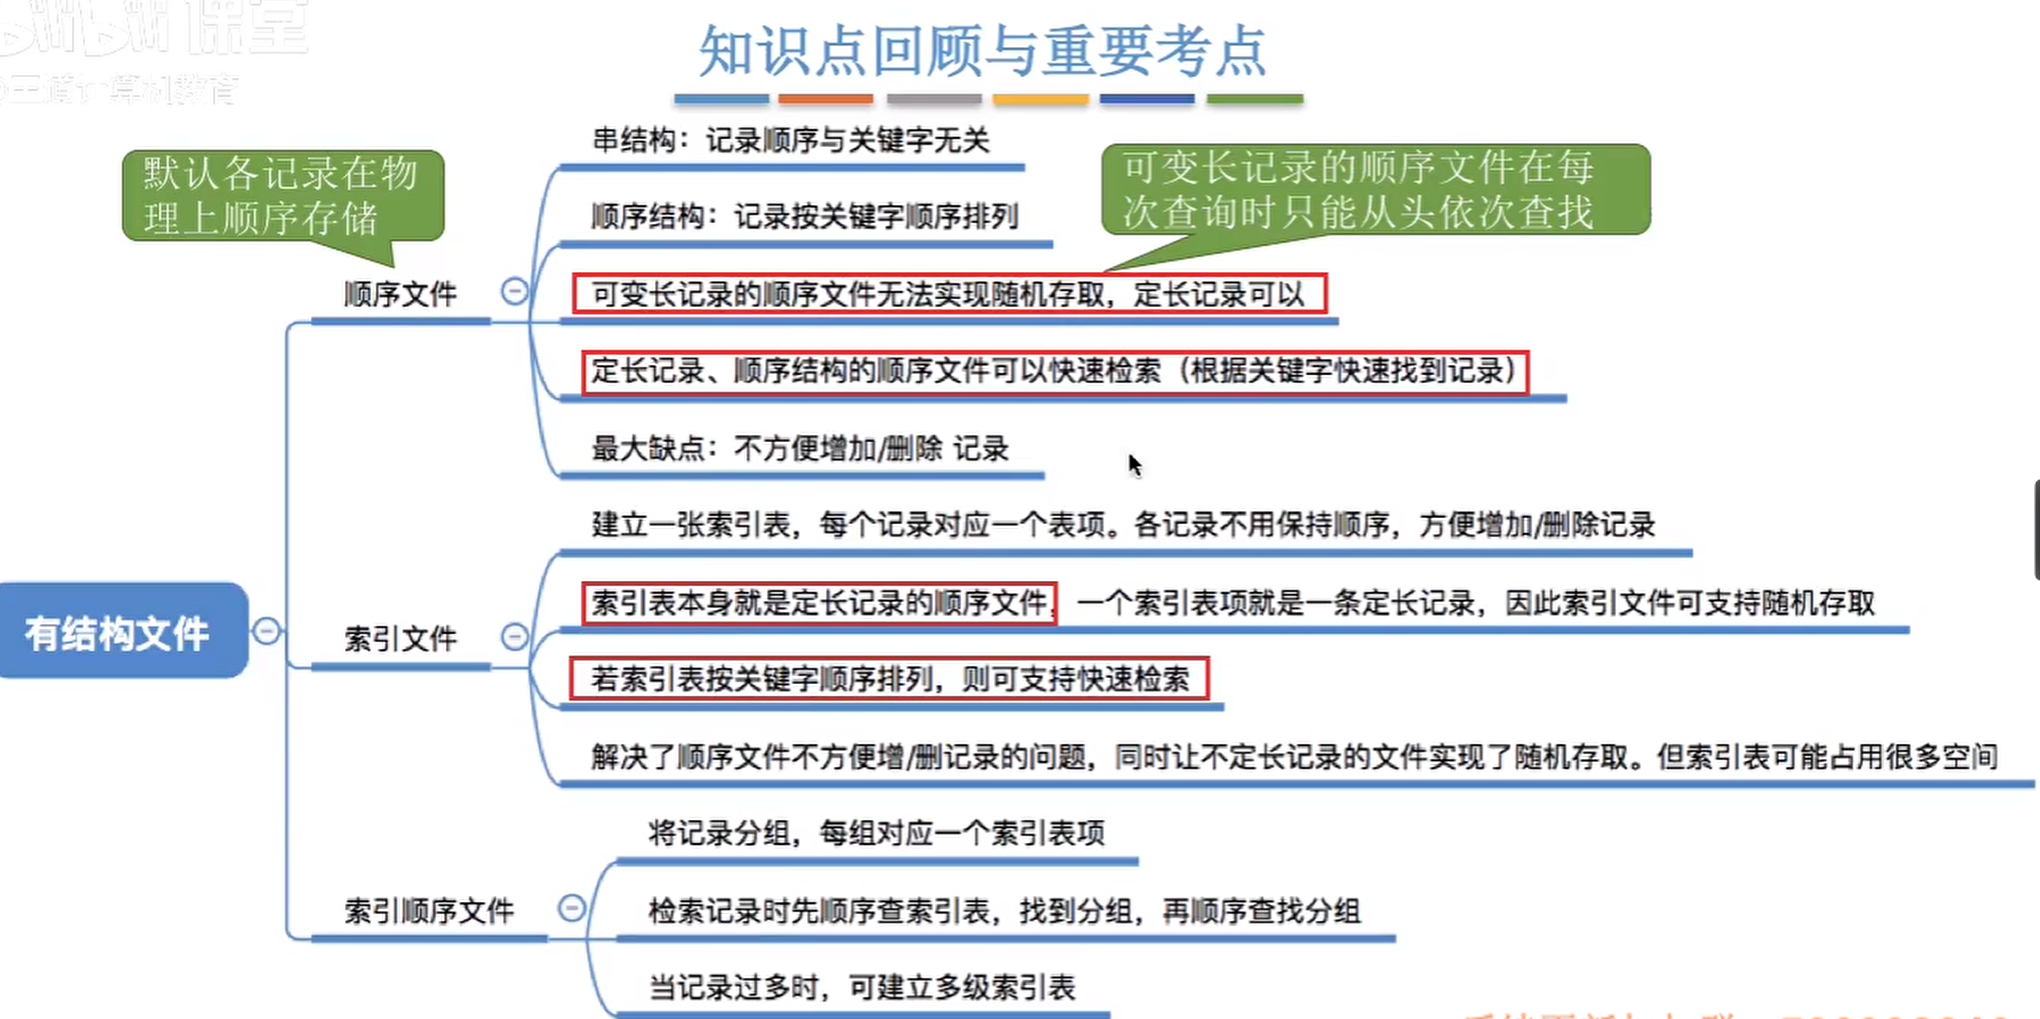 bilibili 课堂
@王道计算机教育
知识点回顾与重要考点
默认各记录在物
理上顺序存储
可变长记录的顺序文件在每
次查询时只能从头依次查找
有结构文件
顺序文件
串结构：记录顺序与关键字无关
顺序结构：记录按关键字顺序排列
可变长记录的顺序文件无法实现随机存取，定长记录可以
定长记录、顺序结构的顺序文件可以快速检索（根据关键字快速找到记录）
最大缺点：不方便增加/删除 记录
索引文件
建立一张索引表，每个记录对应一个表项。各记录不用保持顺序，方便增加/删除记录
索引表本身就是定长记录的顺序文件，一个索引表项就是一条定长记录，因此索引文件可支持随机存取
若索引表按关键字顺序排列，则可支持快速检索
解决了顺序文件不方便增/删记录的问题，同时让不定长记录的文件实现了随机存取。但索引表可能占用很多空间
索引顺序文件
将记录分组，每组对应一个索引表项
检索记录时先顺序查索引表，找到分组，再顺序查找分组
当记录过多时，可建立多级索引表